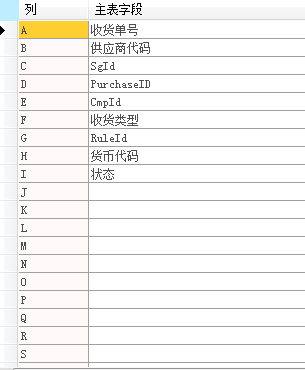 列 主表字段
A 收货单号
B 供应商代码
C SgId
D PurchaseID
E CmpId
F 收货类型
G RuleId
H 货币代码
I 状态
J
K
L
M
N
O
P
Q
R
S